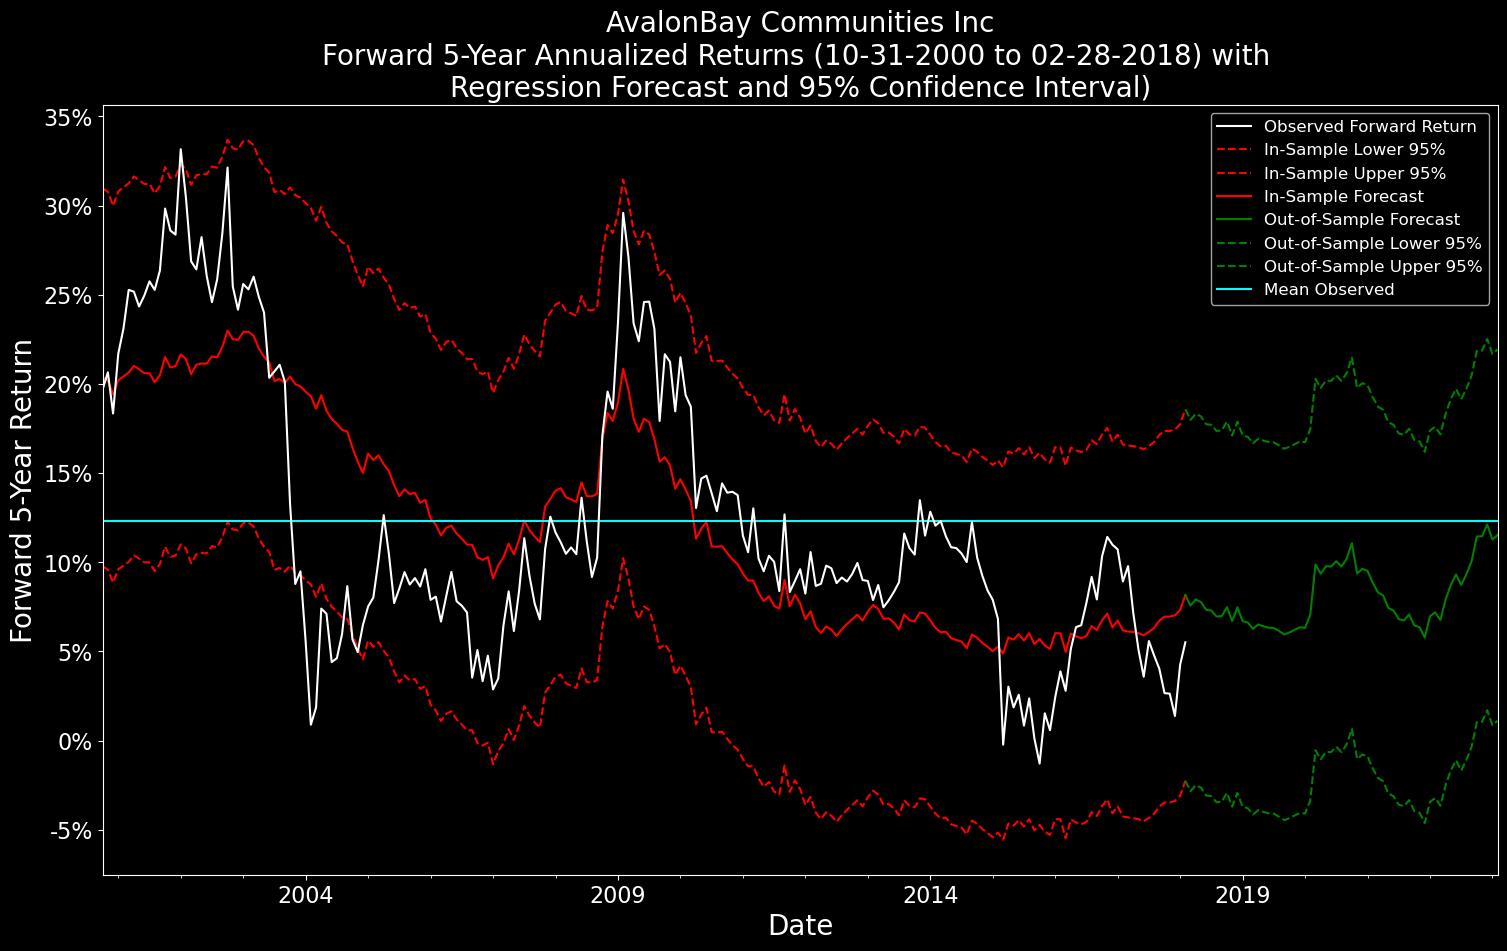 AvalonBay Communities Inc
Forward 5-Year Annualized Returns (10-31-2000 to 02-28-2018) with
Regression Forecast and 95% Confidence Interval)
35%
30%
25%
20%
15%
10%
5%
0%
-5%
Forward 5-Year Return
Observed Forward Return
In-Sample Lower 95%
In-Sample Upper 95%
In-Sample Forecast
Out-of-Sample Forecast
Out-of-Sample Lower 95%
Out-of-Sample Upper 95%
Mean Observed
2004
2009
2014
2019
Date